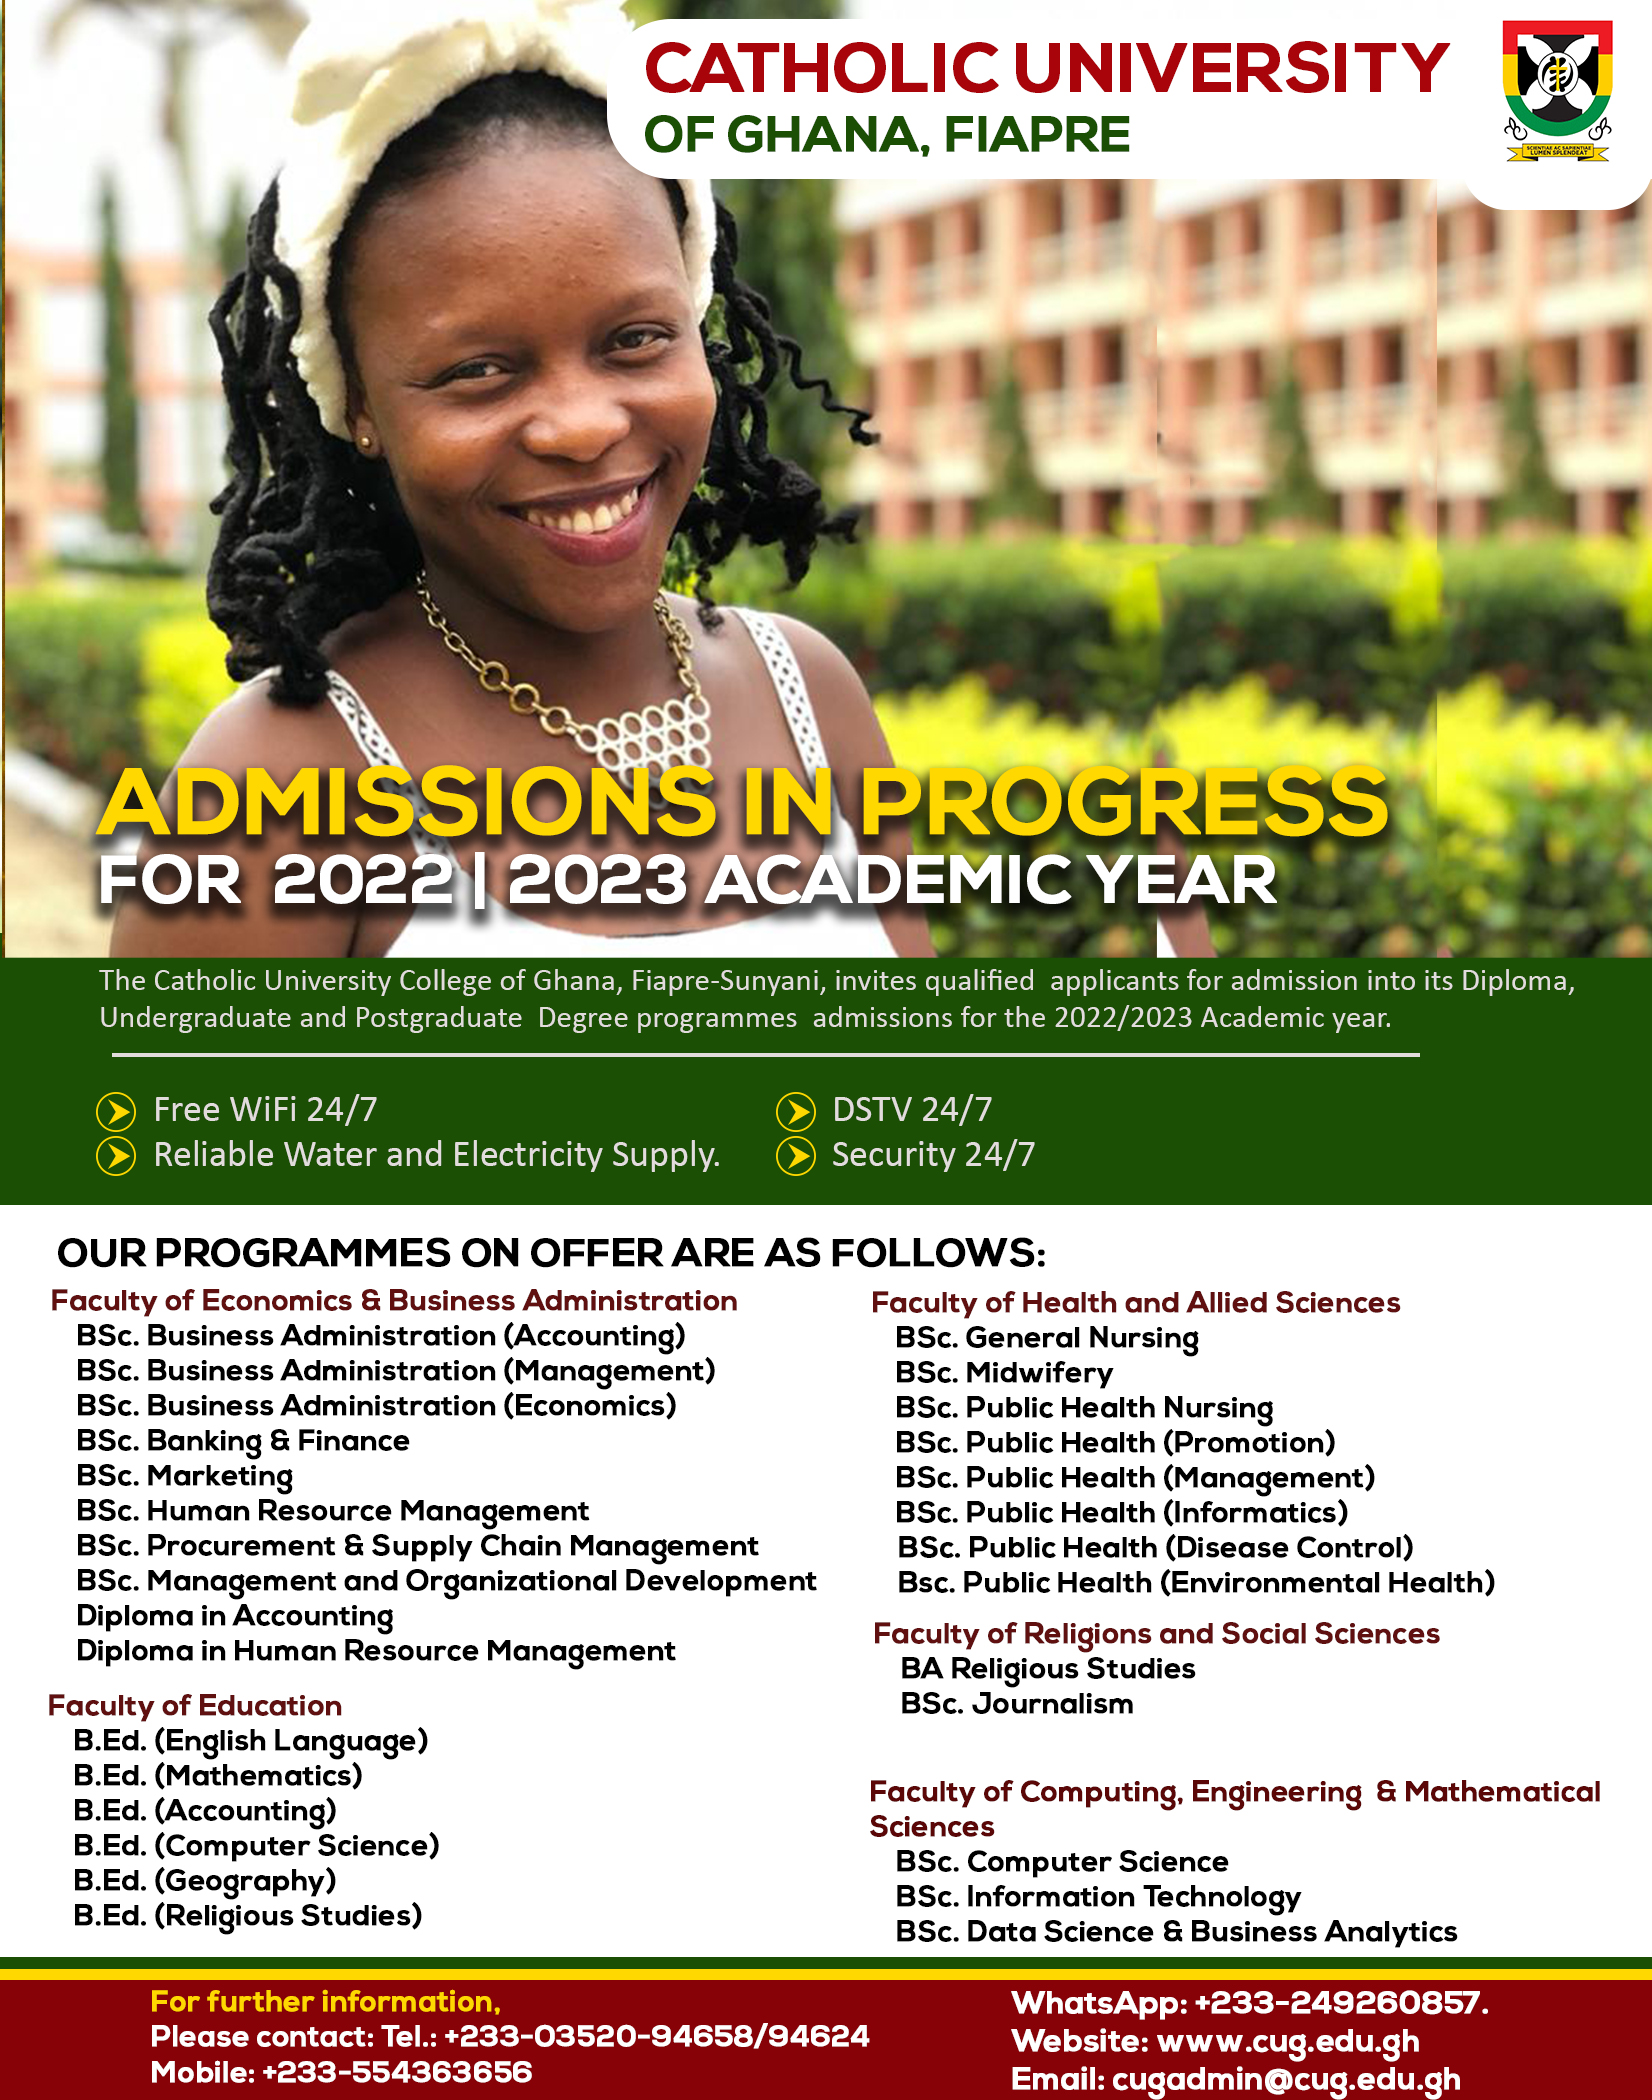 CATHOLIC UNIVERSITY
OF GHANA, FIAPRE
SCIENTIAE AC SAPIENTIAE
LUMEN SPLENDEAT
ADMISSIONS IN PROGRESS
FOR 2022 | 2023 ACADEMIC YEAR
The Catholic University College of Ghana, Fiapre-Sunyani, invites qualified applicants for admission into its Diploma,
Undergraduate and Postgraduate Degree programmes admissions for the 2022/2023 Academic year.
Free WiFi 24/7
Reliable Water and Electricity Supply.
DSTV 24/7
Security 24/7
OUR PROGRAMMES ON OFFER ARE AS FOLLOWS:
Faculty of Economics & Business Administration
BSc. Business Administration (Accounting)
BSc. Business Administration (Management)
BSc. Business Administration (Economics)
BSc. Banking & Finance
BSc. Marketing
BSc. Human Resource Management
BSc. Procurement & Supply Chain Management
BSc. Management and Organizational Development
Diploma in Accounting
Diploma in Human Resource Management
Faculty of Education
B.Ed. (English Language)
B.Ed. (Mathematics)
B.Ed. (Accounting)
B.Ed. (Computer Science)
B.Ed. (Geography)
B.Ed. (Religious Studies)
Faculty of Health and Allied Sciences
BSc. General Nursing
BSc. Midwifery
BSc. Public Health Nursing
BSc. Public Health (Promotion)
BSc. Public Health (Management)
BSc. Public Health (Informatics)
BSc. Public Health (Disease Control)
Bsc. Public Health (Environmental Health)
Faculty of Religions and Social Sciences
BA Religious Studies
BSc. Journalism
Faculty of Computing, Engineering & Mathematical
Sciences
BSc. Computer Science
BSc. Information Technology
BSc. Data Science & Business Analytics
For further information,
Please contact: Tel.: +233-03520-94658/94624
Mobile: +233-554363656
WhatsApp: +233-249260857.
Website: www.cug.edu.gh
Email: cugadmin@cug.edu.gh